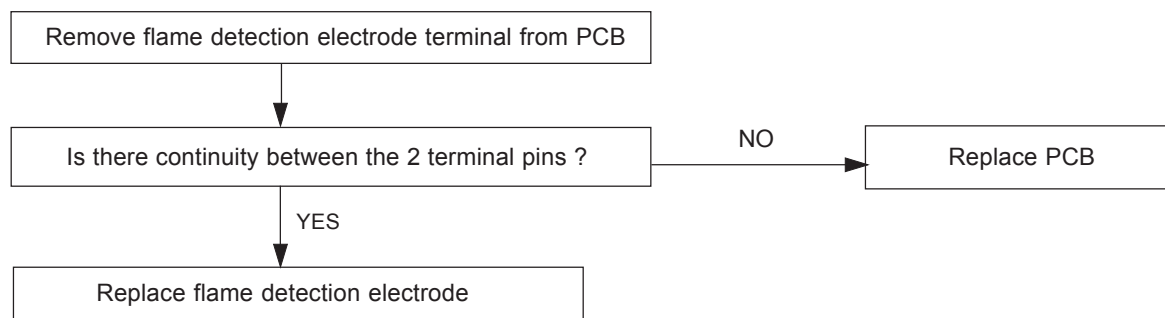 Remove flame detection electrode terminal from PCB
Is there continuity between the 2 terminal pins ?
NO
Replace PCB
YES
Replace flame detection electrode